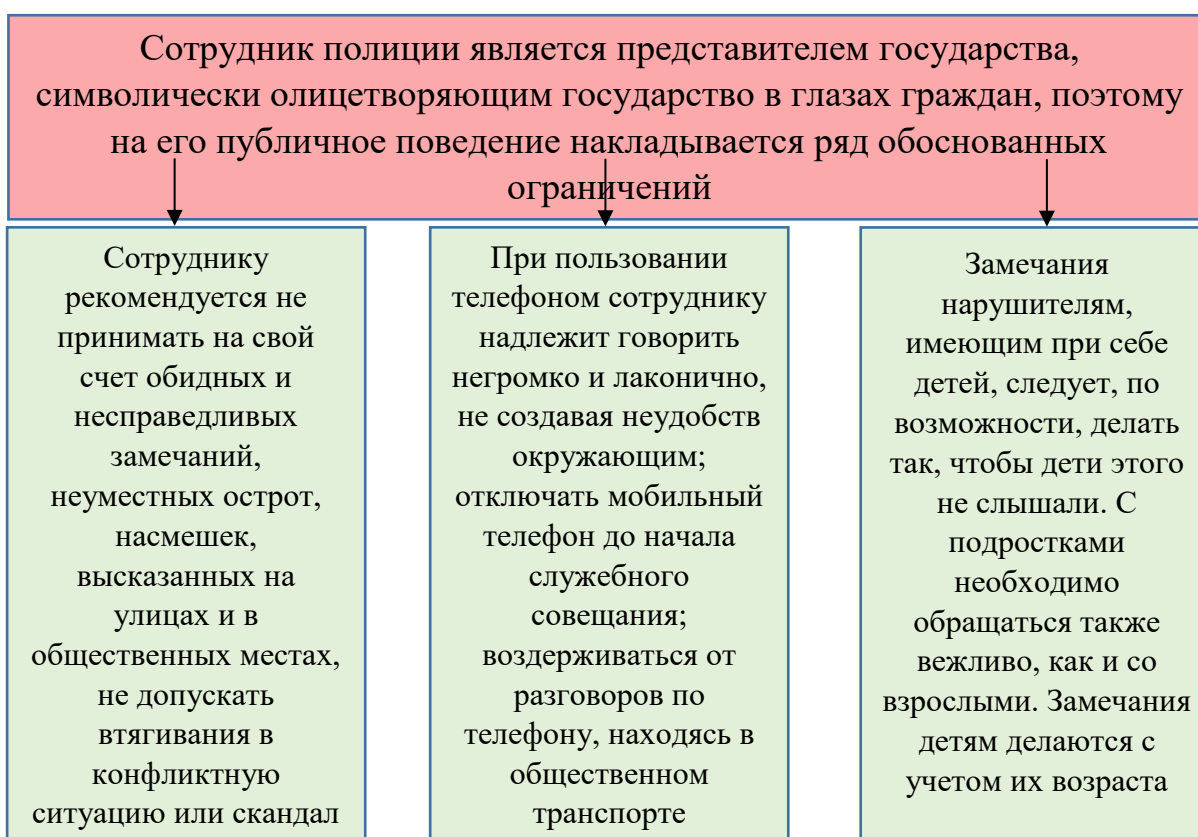 Сотрудник полиции является представителем государства,
символически олицетворяющим государство в глазах граждан, поэтому
на его публичное поведение накладывается ряд обоснованных
ограничений
Сотруднику
рекомендуется не
принимать на свой
счет обидных и
несправедливых
замечаний,
неуместных острот,
насмешек,
высказанных на
улицах и в
общественных местах,
не допускать
втягивания в
конфликтную
ситуацию или скандал
При пользовании
телефоном сотруднику
надлежит говорить
негромко и лаконично,
не создавая неудобств
окружающим;
отключать мобильный
телефон до начала
служебного
совещания;
воздерживаться от
разговоров по
телефону, находясь в
общественном
транспорте
Замечания
нарушителям,
имеющим при себе
детей, следует, по
возможности, делать
так, чтобы дети этого
не слышали. С
подростками
необходимо
обращаться также
вежливо, как и со
взрослыми. Замечания
детям делаются с
учетом их возраста